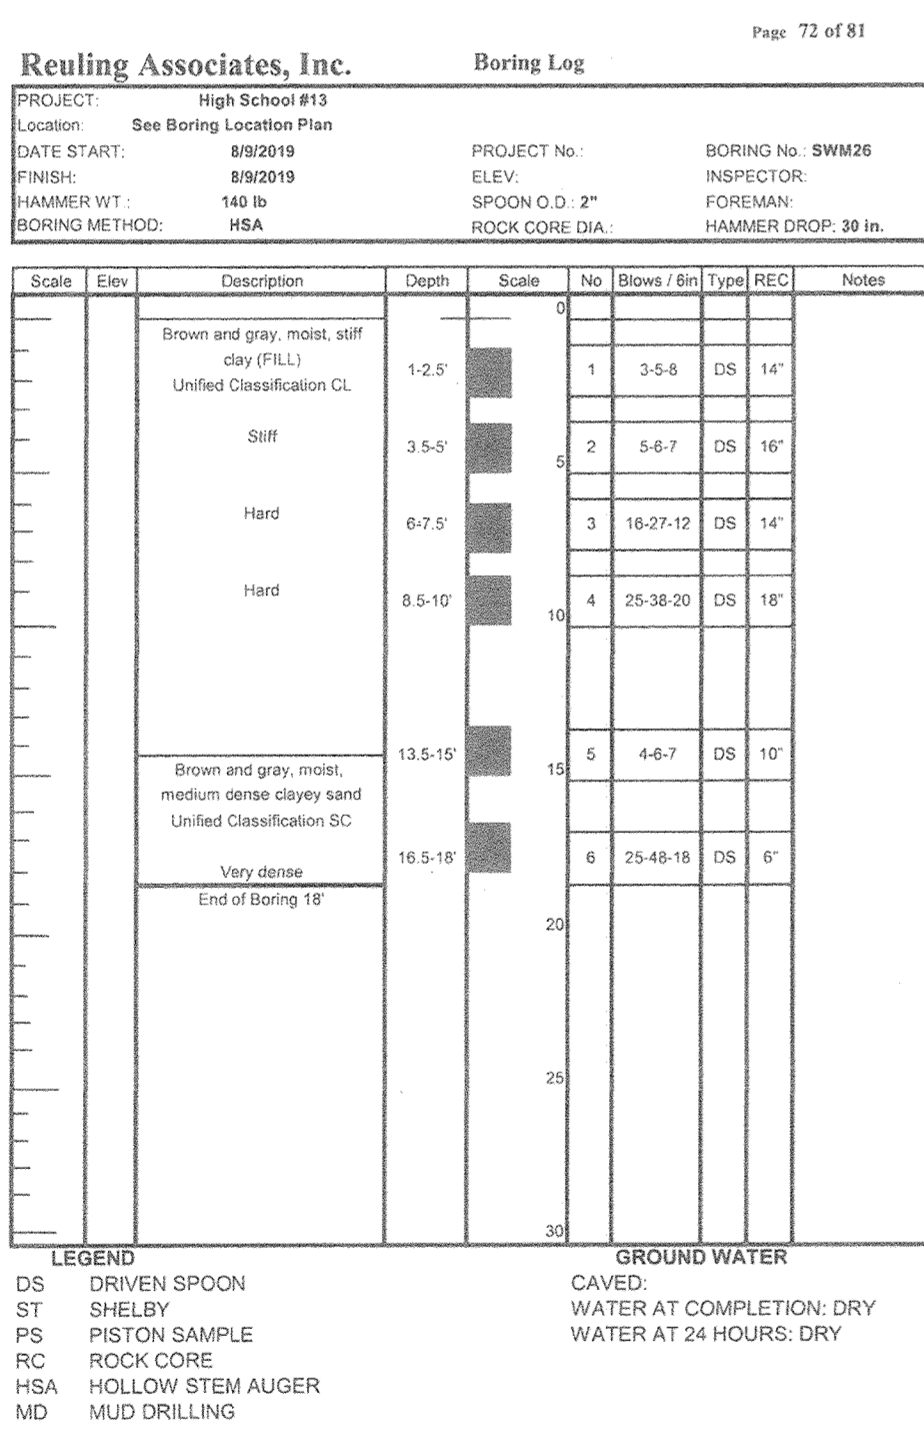 Page 72 of 81
Reuling Associates, Inc. Boring Log
PROJECT: High School #13
Location: See Boring Location Plan
DATE START: 8/9/2019 PROJECT No.: BORING No.: SWM26
FINISH: 8/9/2019 ELEV: INSPECTOR:
HAMMER WT.: 140 lb SPOON O.D.: 2" FOREMAN:
BORING METHOD: HSA ROCK CORE DIA.: HAMMER DROP: 30 in.
Scale Elev Description Depth Scale No Blows / 6in Type REC Notes
0
Brown and gray, moist, stiff
clay (FILL)
1-2.5' 1 3-5-8 DS 14"
Unified Classification CL
Stiff
3.5-5' 2 5-6-7 DS 16"
5
Hard
6-7.5' 3 16-27-12 DS 14"
Hard
8.5-10' 4 25-38-20 DS 18"
10
13.5-15' 5 4-6-7 DS 10"
Brown and gray, moist, 15
medium dense clayey sand
Unified Classification SC
16.5-18' 6 25-48-18 DS 6"
Very dense
End of Boring 18'
20
25
30
LEGEND GROUND WATER
DS DRIVEN SPOON CAVED:
ST SHELBY WATER AT COMPLETION: DRY
PS PISTON SAMPLE WATER AT 24 HOURS: DRY
RC ROCK CORE
HSA HOLLOW STEM AUGER
MD MUD DRILLING